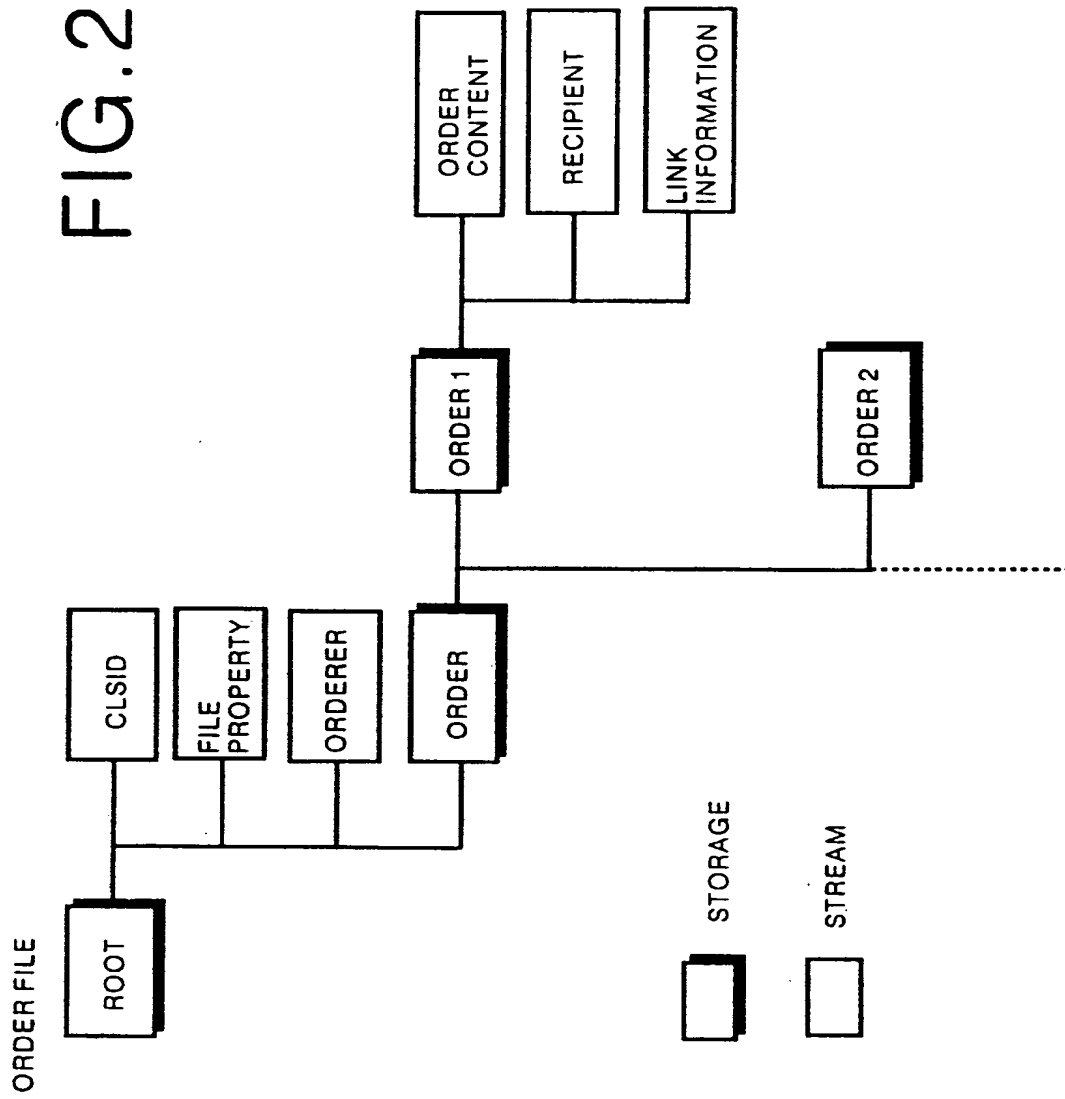 FIG.2
ORDER FILE
ROOT
CLSID
FILE
PROPERTY
ORDERER
ORDER
ORDER 1
ORDER
CONTENT
RECIPIENT
LINK
INFORMATION
ORDER 2
STORAGE
STREAM